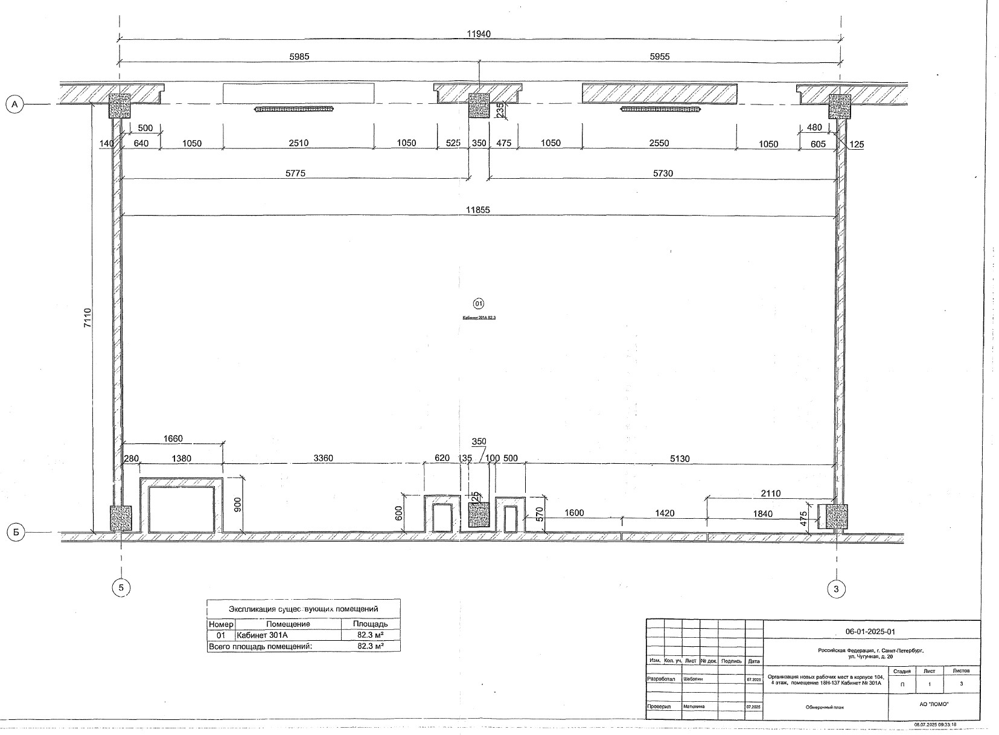 11940
5985
5955
А
235
500
480
140
640
1050
2510
1050
525
350
475
1050
2550
1050
605
125
5775
5730
11855
7110
01
Кабинет 301А 82.3
1660
350
280
1380
3360
620
135
100
500
5130
900
600
25
570
2110
1600
1420
1840
475
Б
5
3
Экспликация существующих помещений
Номер Помещение Площадь
01 Кабинет 301А 82.3 м²
Всего площадь помещений: 82.3 м²
06-01-2025-01
Российская Федерация, г. Санкт-Петербург,
ул. Чугунная, д. 20
Изм. Кол. уч. Лист № док. Подпись Дата
Разработал Шабалин 07.2025
Организация новых рабочих мест в корпусе 104,
4 этаж, помещение 18Н-137 Кабинет № 301А
Стадия Лист Листов
П 1 3
Проверил Матюхина 07.2025
Обмерочный план
АО "ЛОМО"
08.07.2025 09:33:18